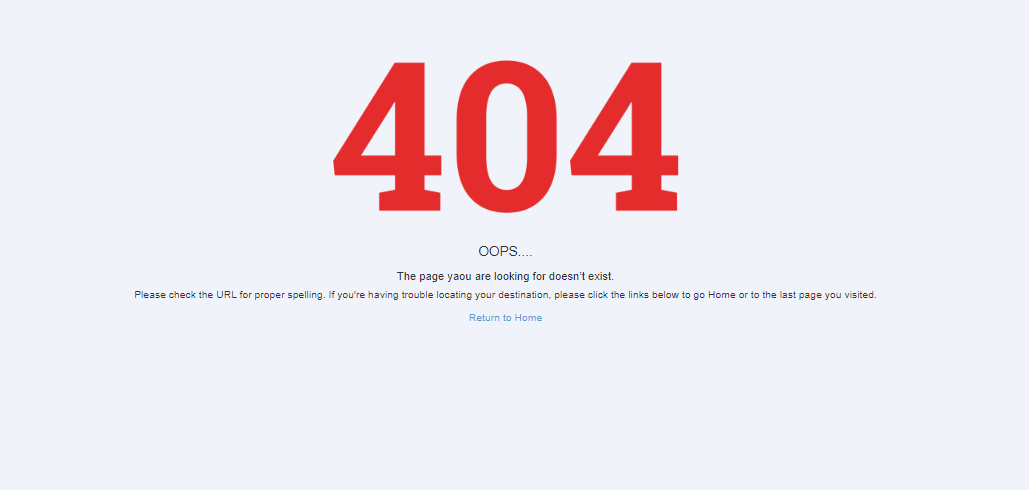 404
OOPS....
The page yaou are looking for doesn't exist.
Please check the URL for proper spelling. If you're having trouble locating your destination, please click the links below to go Home or to the last page you visited.
Return to Home